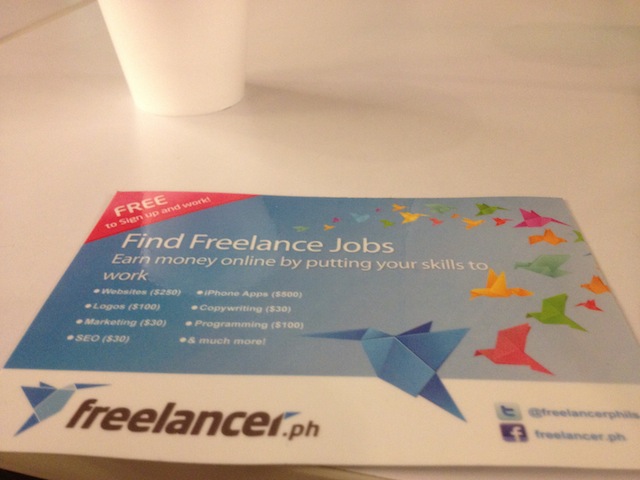 FREE
to Sign up and work!
Find Freelance Jobs
Earn money online by putting your skills to
work
• Websites ($250) • iPhone Apps ($500)
• Logos ($100) • Copywriting ($30)
• Marketing ($30) • Programming ($100)
• SEO ($30) • & much more!
freelancer.ph
@freelancerphils
freelancer.ph